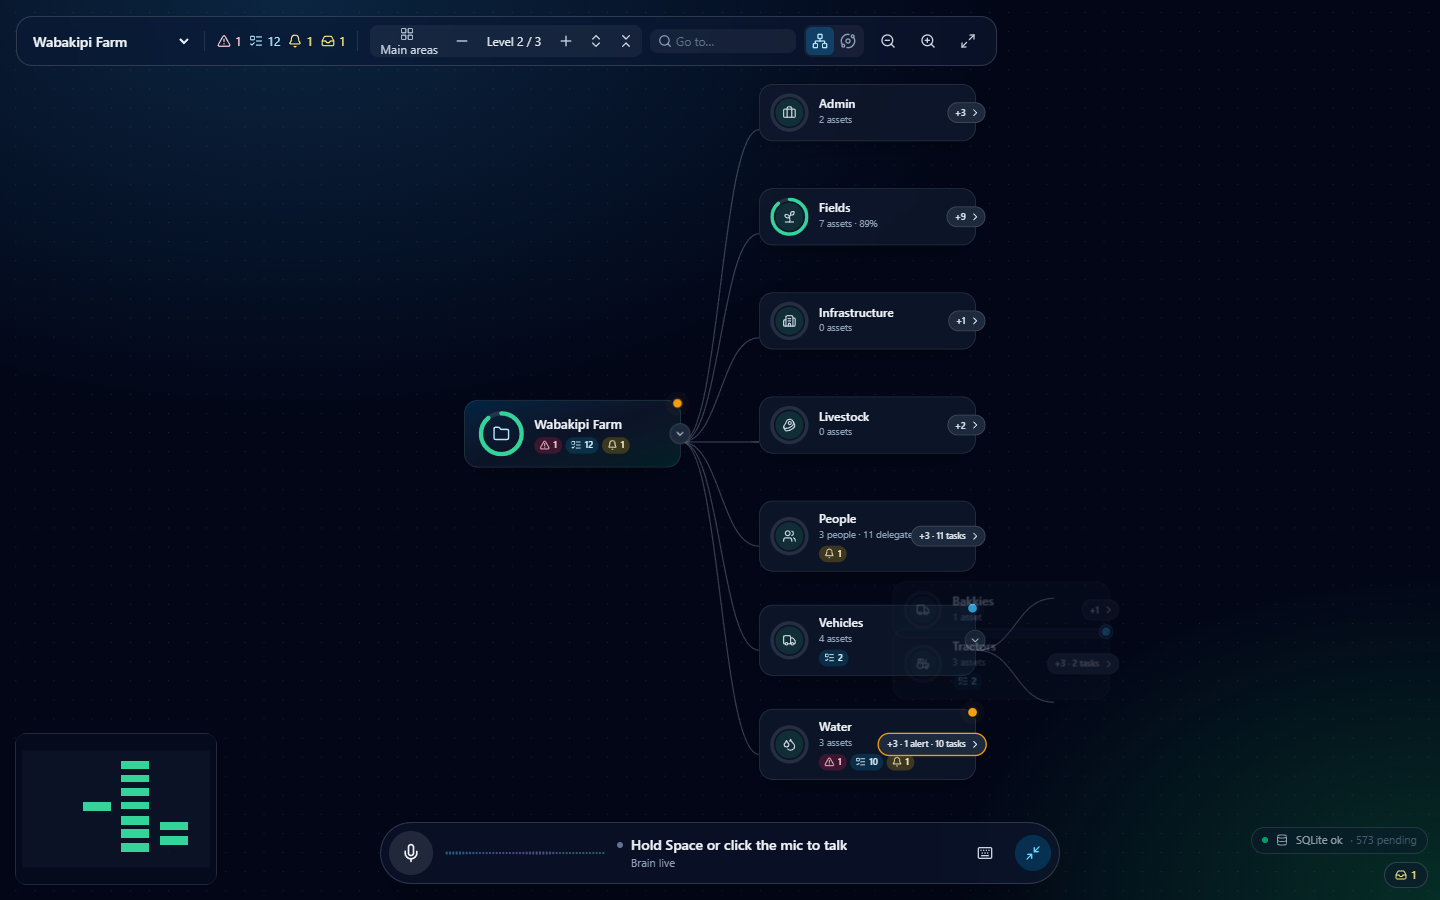 Wabakipi Farm
1 12 1 1
Main areas
Level 2 / 3
Go to...
Admin
2 assets
+3
Fields
7 assets · 89%
+9
Infrastructure
0 assets
+1
Livestock
0 assets
+2
Wabakipi Farm
1 12 1
People
3 people · 11 delegate
+3 · 11 tasks
1
Vehicles
4 assets
2
Bakkies
1 asset
+1
Tractors
3 assets
+3 · 2 tasks
2
Water
3 assets
+3 · 1 alert · 10 tasks
1 10 1
Hold Space or click the mic to talk
Brain live
SQLite ok · 573 pending
1